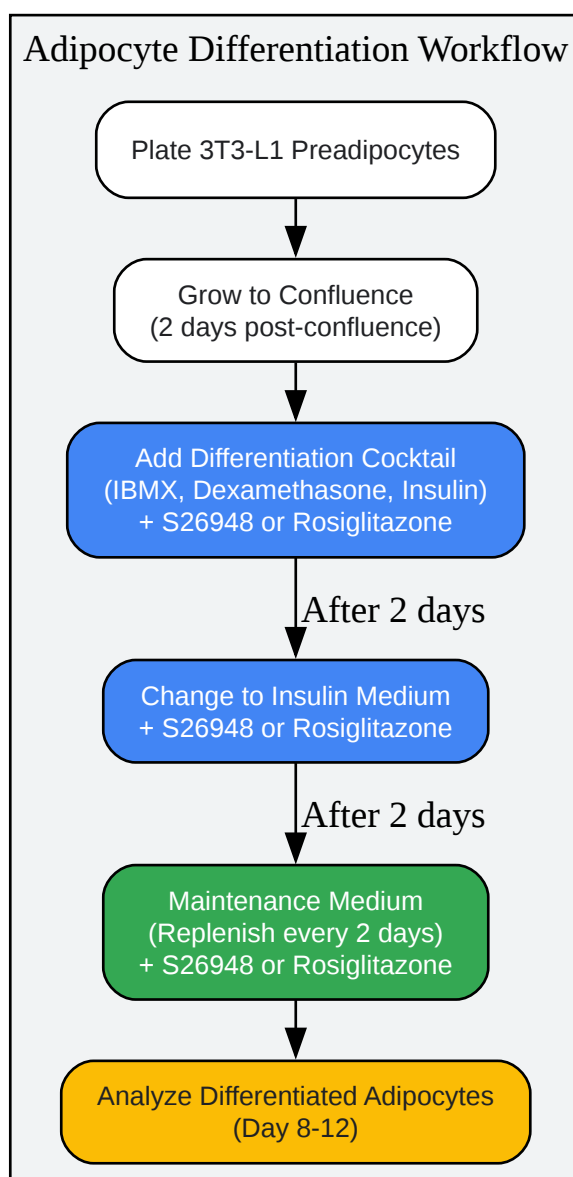 Adipocyte Differentiation Workflow
Plate 3T3-L1 Preadipocytes
Grow to Confluence
(2 days post-confluence)
Add Differentiation Cocktail
(IBMX, Dexamethasone, Insulin)
+ S26948 or Rosiglitazone
After 2 days
Change to Insulin Medium
+ S26948 or Rosiglitazone
After 2 days
Maintenance Medium
(Replenish every 2 days)
+ S26948 or Rosiglitazone
Analyze Differentiated Adipocytes
(Day 8-12)